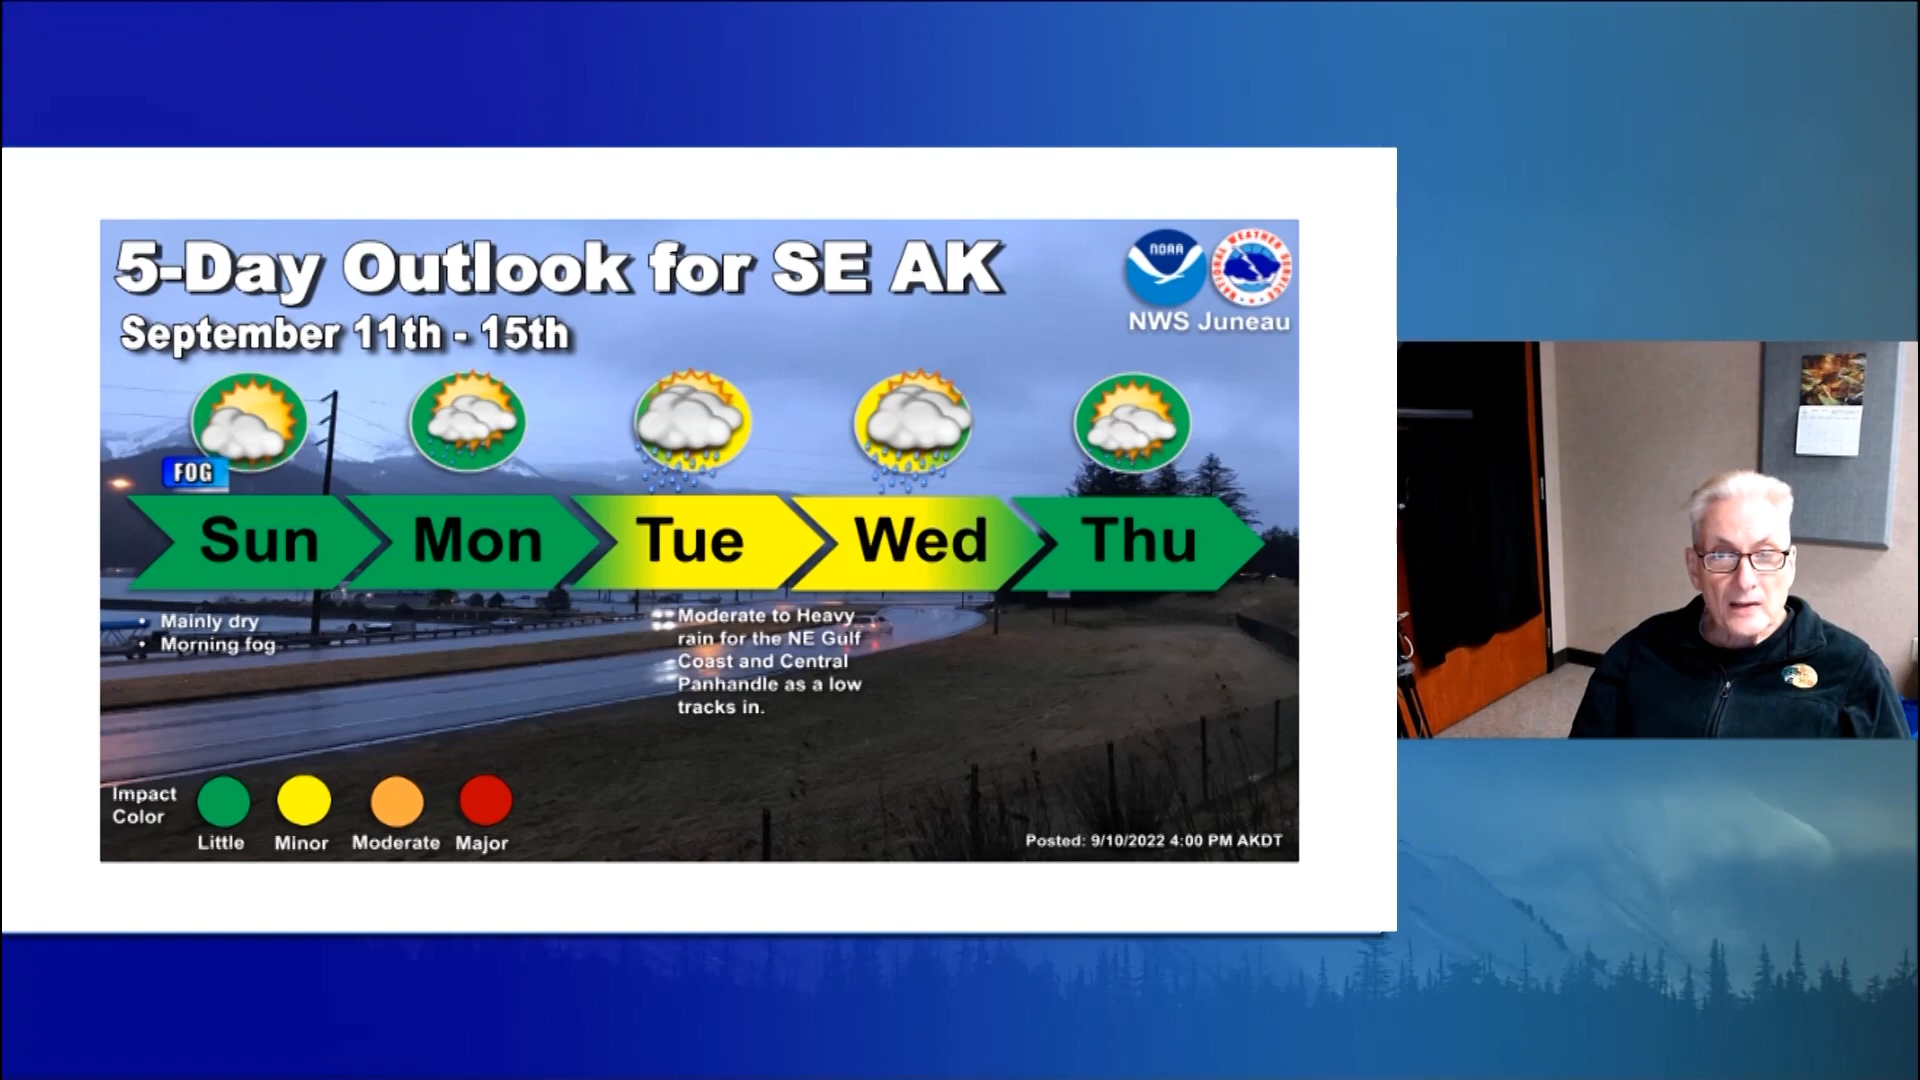 5-Day Outlook for SE AK
September 11th - 15th
NOAA
NATIONAL WEATHER SERVICE
NWS Juneau
FOG
Sun
Mon
Tue
Wed
Thu
• Mainly dry
• Morning fog
Moderate to Heavy
rain for the NE Gulf
Coast and Central
Panhandle as a low
tracks in.
Impact
Color
Little
Minor
Moderate
Major
Posted: 9/10/2022 4:00 PM AKDT